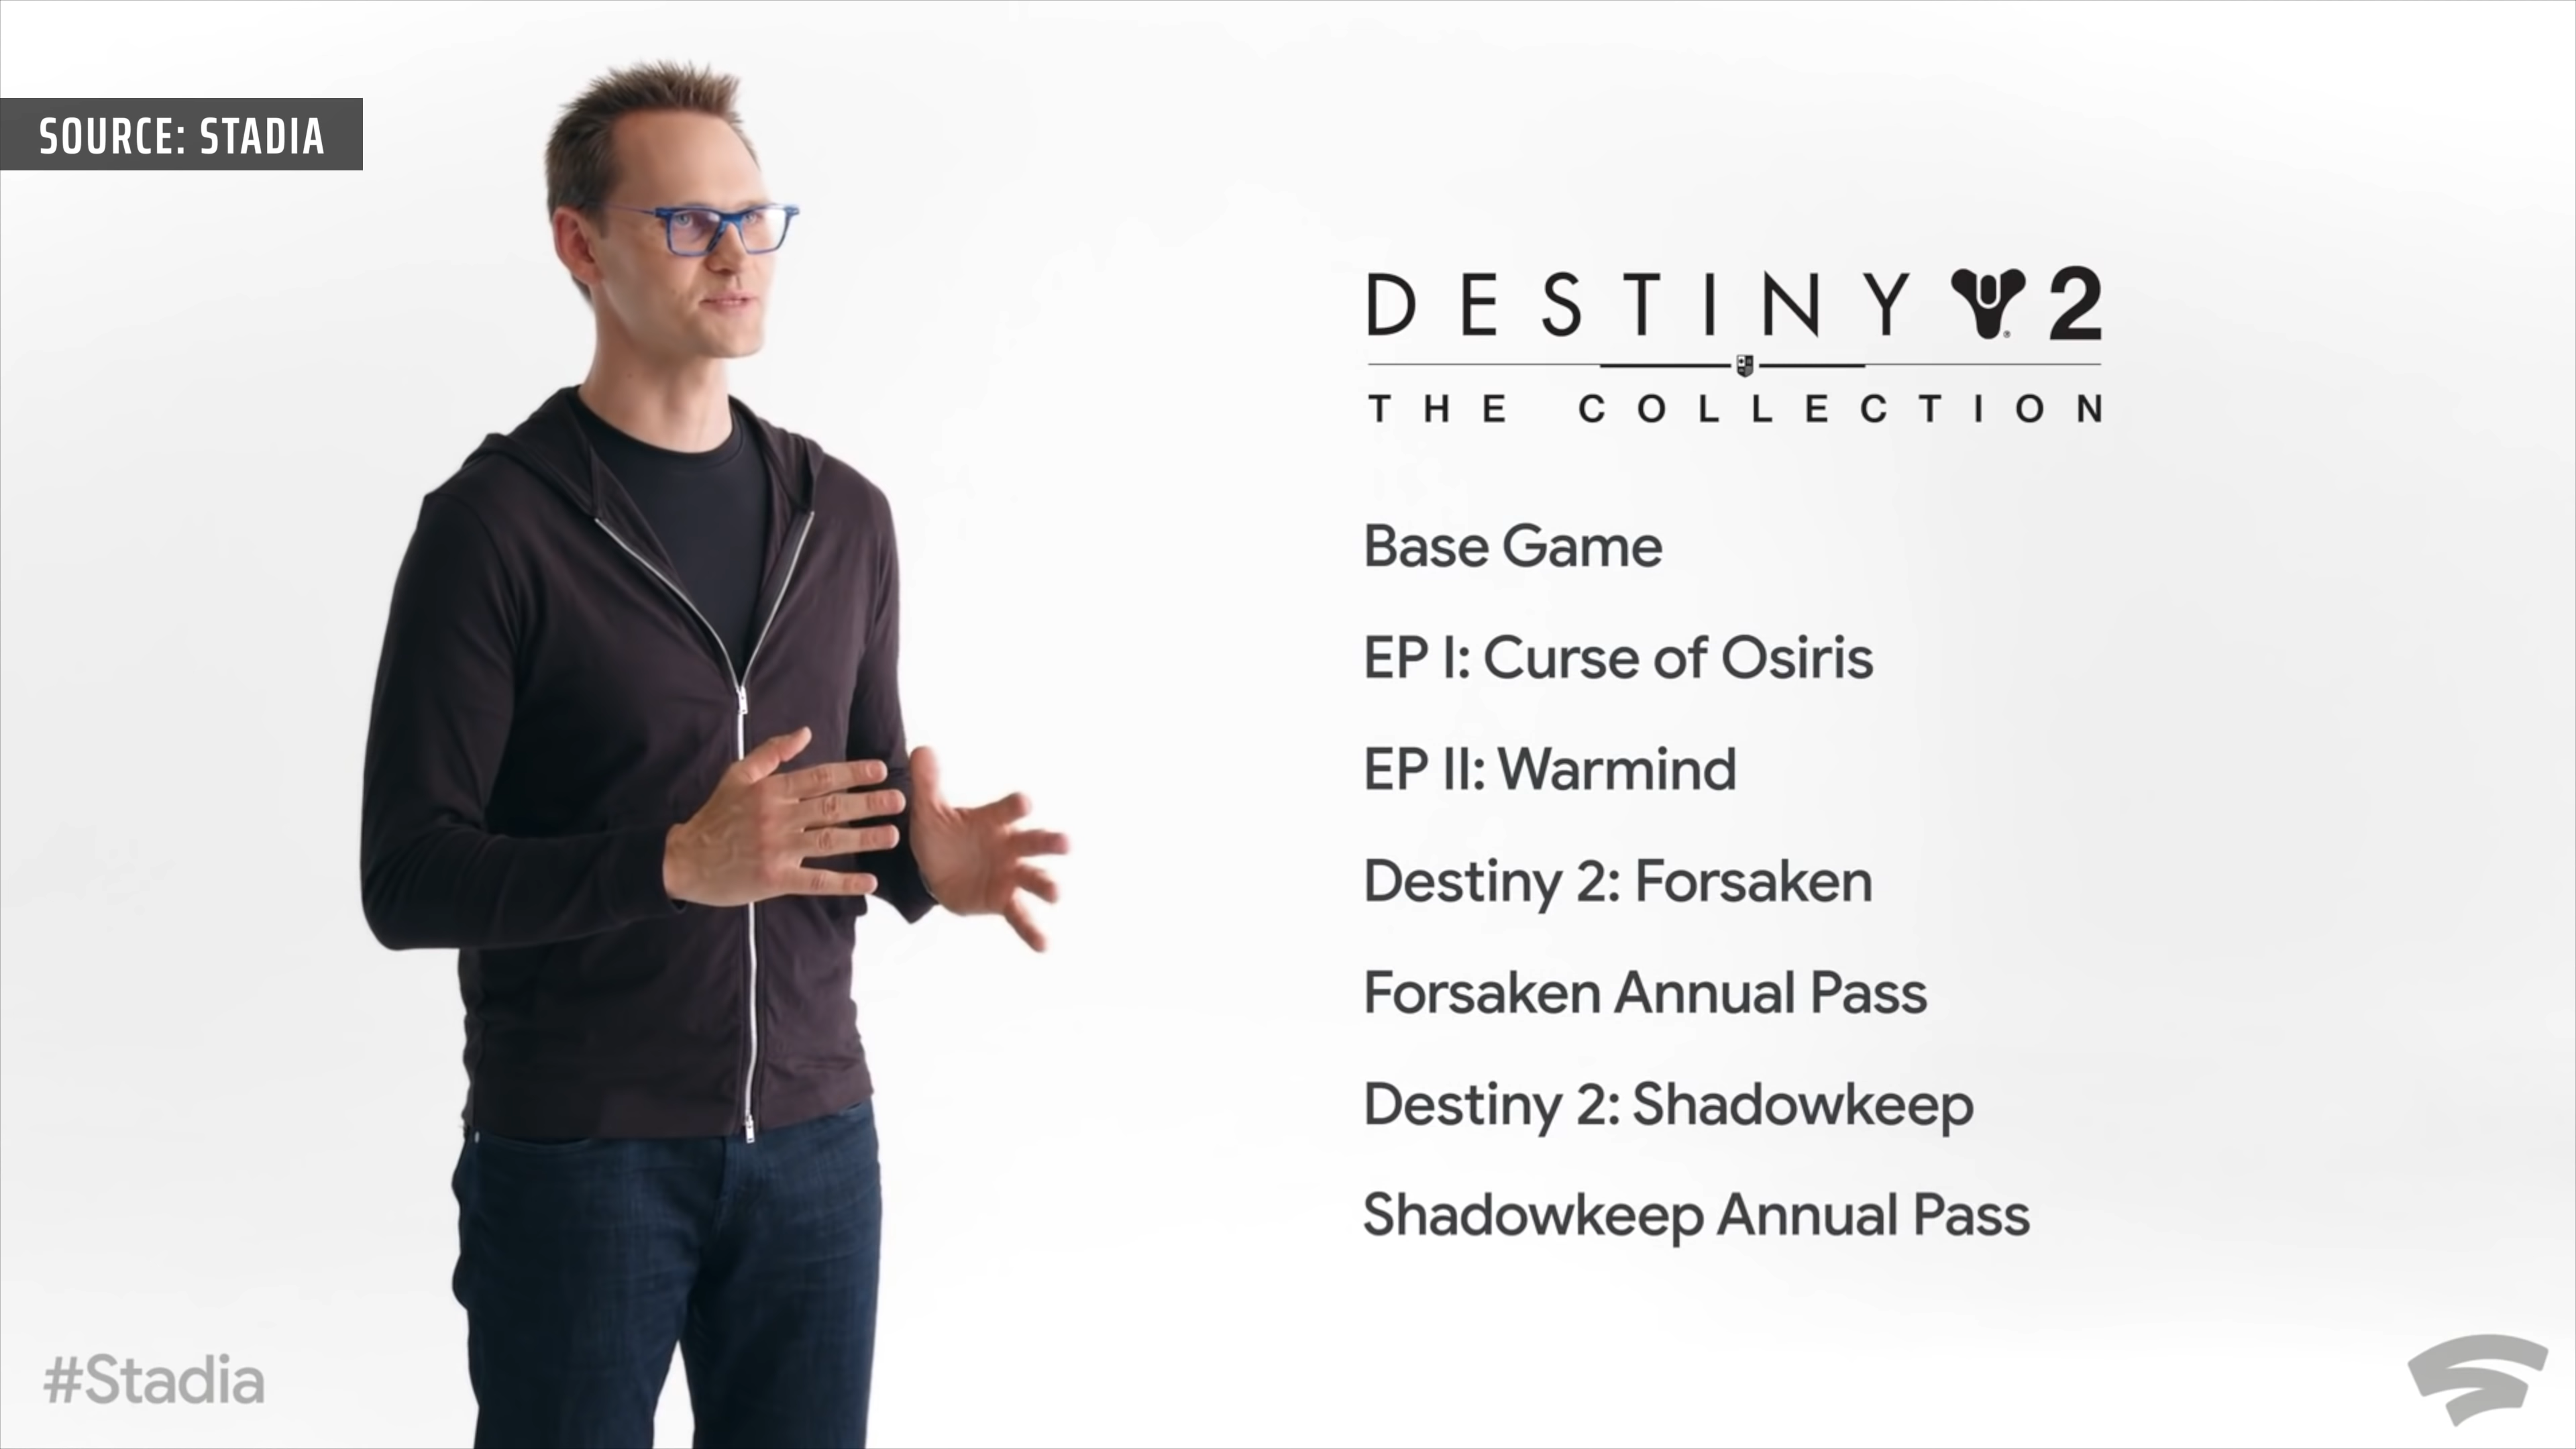 SOURCE: STADIA
DESTINY 2
THE COLLECTION
Base Game
EP I: Curse of Osiris
EP II: Warmind
Destiny 2: Forsaken
Forsaken Annual Pass
Destiny 2: Shadowkeep
Shadowkeep Annual Pass
#Stadia